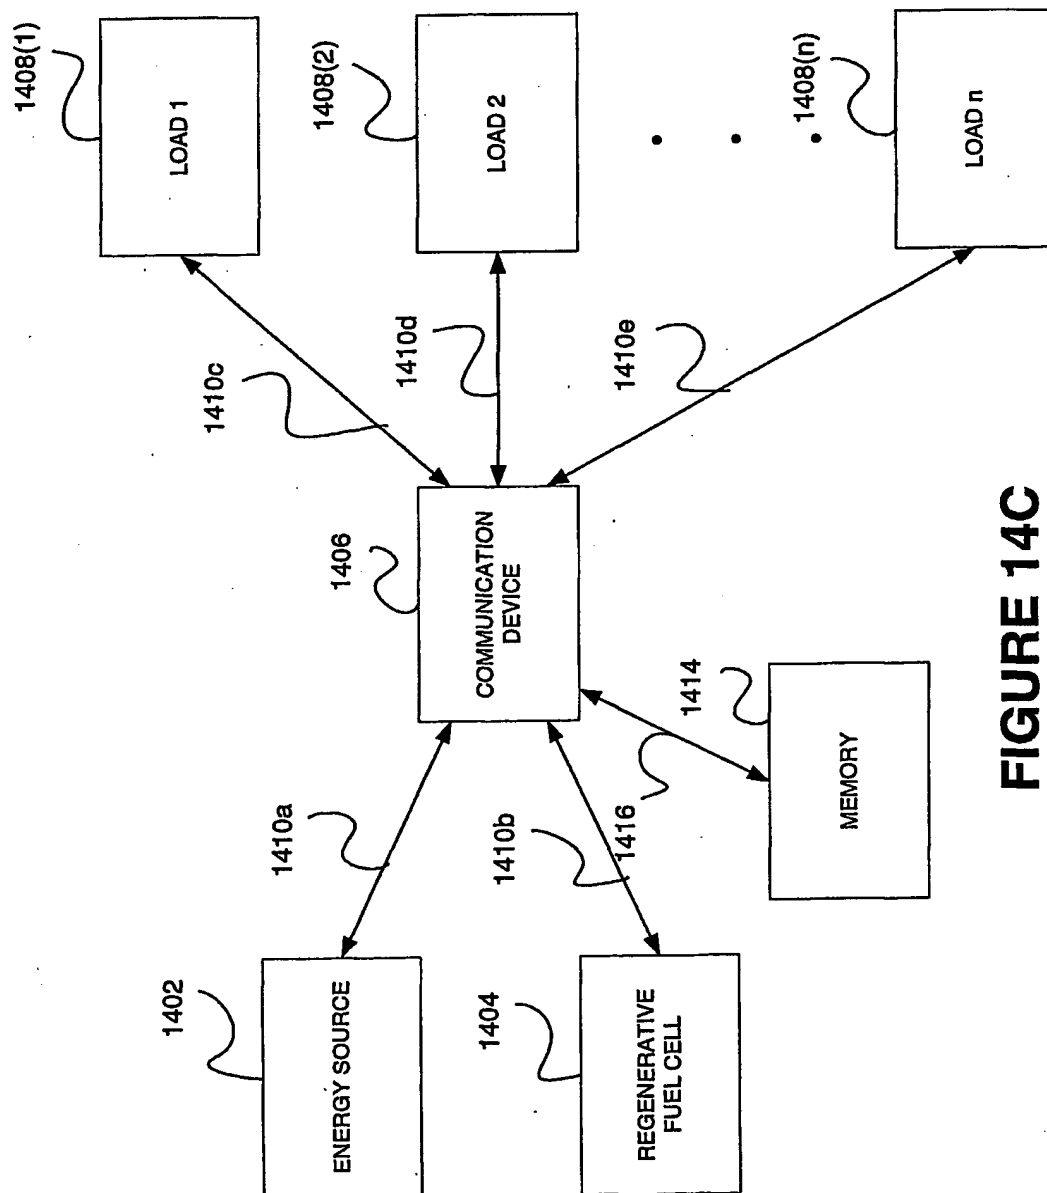 1402
ENERGY SOURCE
1404
REGENERATIVE
FUEL CELL
1410a
1410b
1406
COMMUNICATION
DEVICE
1416
1414
MEMORY
1410c
1410d
1410e
1408(1)
LOAD 1
1408(2)
LOAD 2
1408(n)
LOAD n
FIGURE 14C